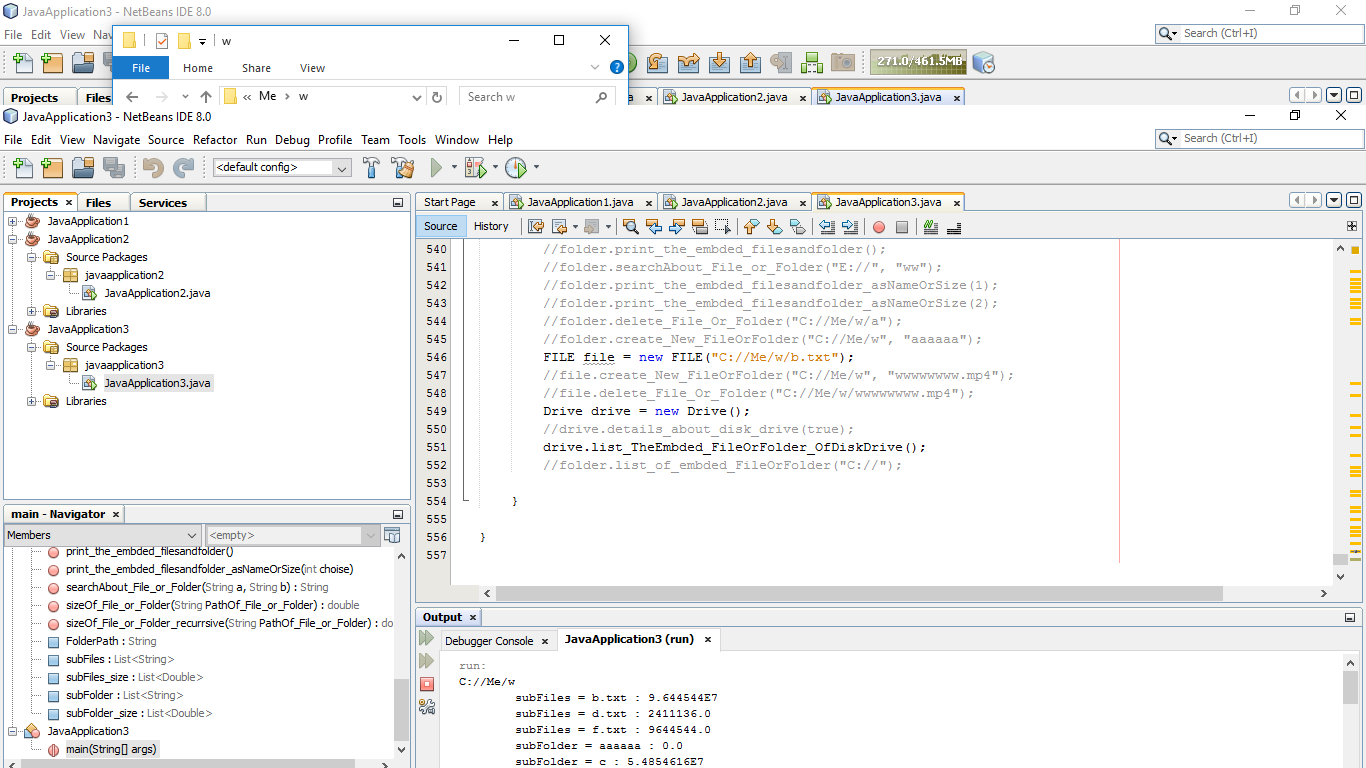 JavaApplication3 - NetBeans IDE 8.0
File Edit View Nav
w
File Home Share View
Search (Ctrl+I)
271.0/461.5MB
Projects Files
Me > w
Search w
a JavaApplication2.java JavaApplication3.java
JavaApplication3 - NetBeans IDE 8.0
File Edit View Navigate Source Refactor Run Debug Profile Team Tools Window Help
Search (Ctrl+I)
<default config>
Projects Files Services
JavaApplication1
JavaApplication2
Source Packages
javaapplication2
JavaApplication2.java
Libraries
JavaApplication3
Source Packages
javaapplication3
JavaApplication3.java
Libraries
Start Page JavaApplication1.java JavaApplication2.java JavaApplication3.java
Source History
540 //folder.print_the_embded_filesandfolder();
541 //folder.searchAbout_File_or_Folder("E://", "ww");
542 //folder.print_the_embded_filesandfolder_asNameOrSize(1);
543 //folder.print_the_embded_filesandfolder_asNameOrSize(2);
544 //folder.delete_File_Or_Folder("C://Me/w/a");
545 //folder.create_New_FileOrFolder("C://Me/w", "aaaaaa");
546 FILE file = new FILE("C://Me/w/b.txt");
547 //file.create_New_FileOrFolder("C://Me/w", "wwwwwwww.mp4");
548 //file.delete_File_Or_Folder("C://Me/w/wwwwwwww.mp4");
549 Drive drive = new Drive();
550 //drive.details_about_disk_drive(true);
551 drive.list_TheEmbded_FileOrFolder_OfDiskDrive();
552 //folder.list_of_embded_FileOrFolder("C://");
553
554 }
555
556 }
557
main - Navigator
Members <empty>
print_the_embded_filesandfolder()
print_the_embded_filesandfolder_asNameOrSize(int choise)
searchAbout_File_or_Folder(String a, String b) : String
sizeOf_File_or_Folder(String PathOf_File_or_Folder) : double
sizeOf_File_or_Folder_recurrsive(String PathOf_File_or_Folder) : do
FolderPath : String
subFiles : List<String>
subFiles_size : List<Double>
subFolder : List<String>
subFolder_size : List<Double>
JavaApplication3
main(String[] args)
Output
Debugger Console JavaApplication3 (run)
run:
C://Me/w
subFiles = b.txt : 9.644544E7
subFiles = d.txt : 2411136.0
subFiles = f.txt : 9644544.0
subFolder = aaaaaa : 0.0
subFolder = c : 5.4854616E7